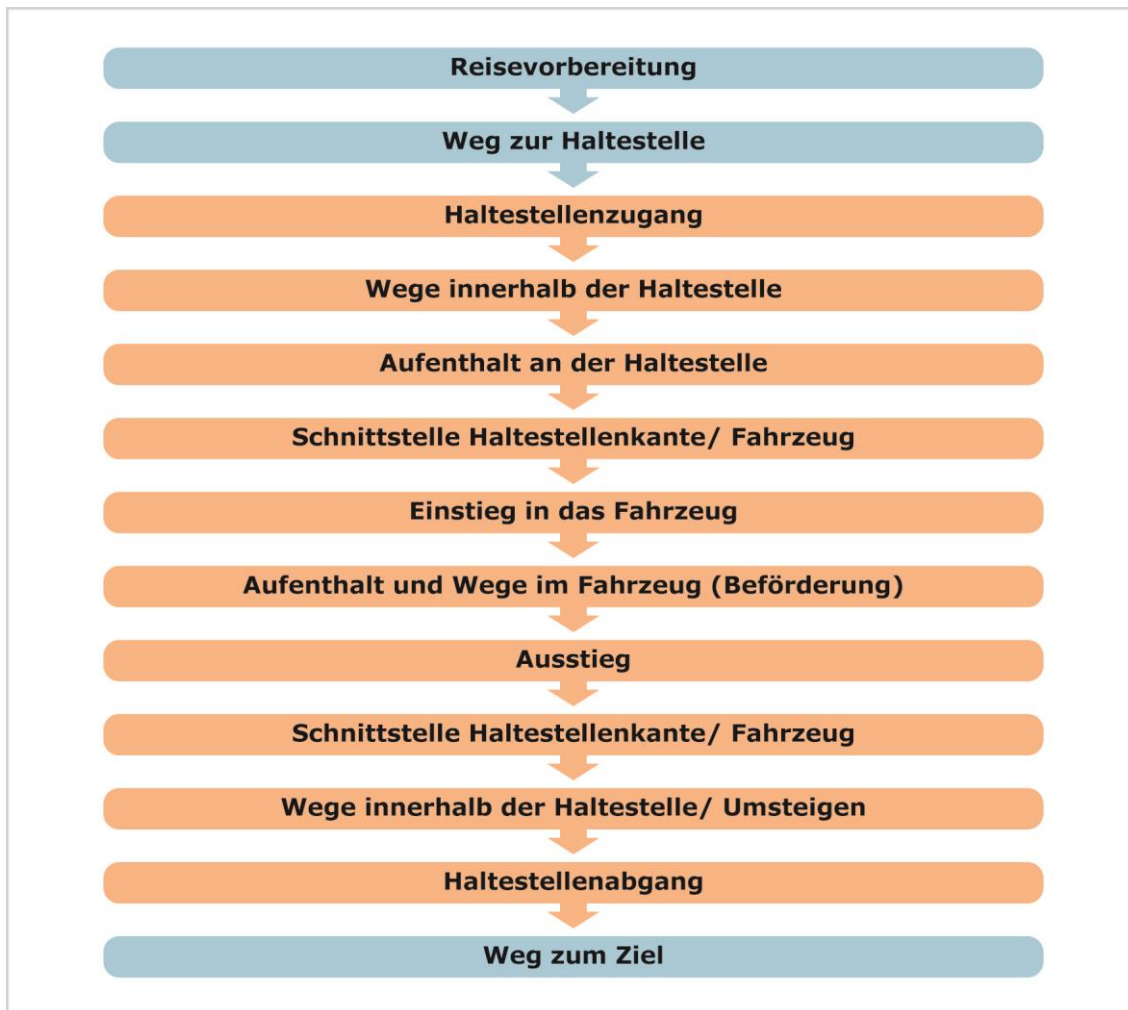 Reisevorbereitung
Weg zur Haltestelle
Haltestellenzugang
Wege innerhalb der Haltestelle
Aufenthalt an der Haltestelle
Schnittstelle Haltestellenkante/ Fahrzeug
Einstieg in das Fahrzeug
Aufenthalt und Wege im Fahrzeug (Beförderung)
Ausstieg
Schnittstelle Haltestellenkante/ Fahrzeug
Wege innerhalb der Haltestelle/ Umsteigen
Haltestellenabgang
Weg zum Ziel